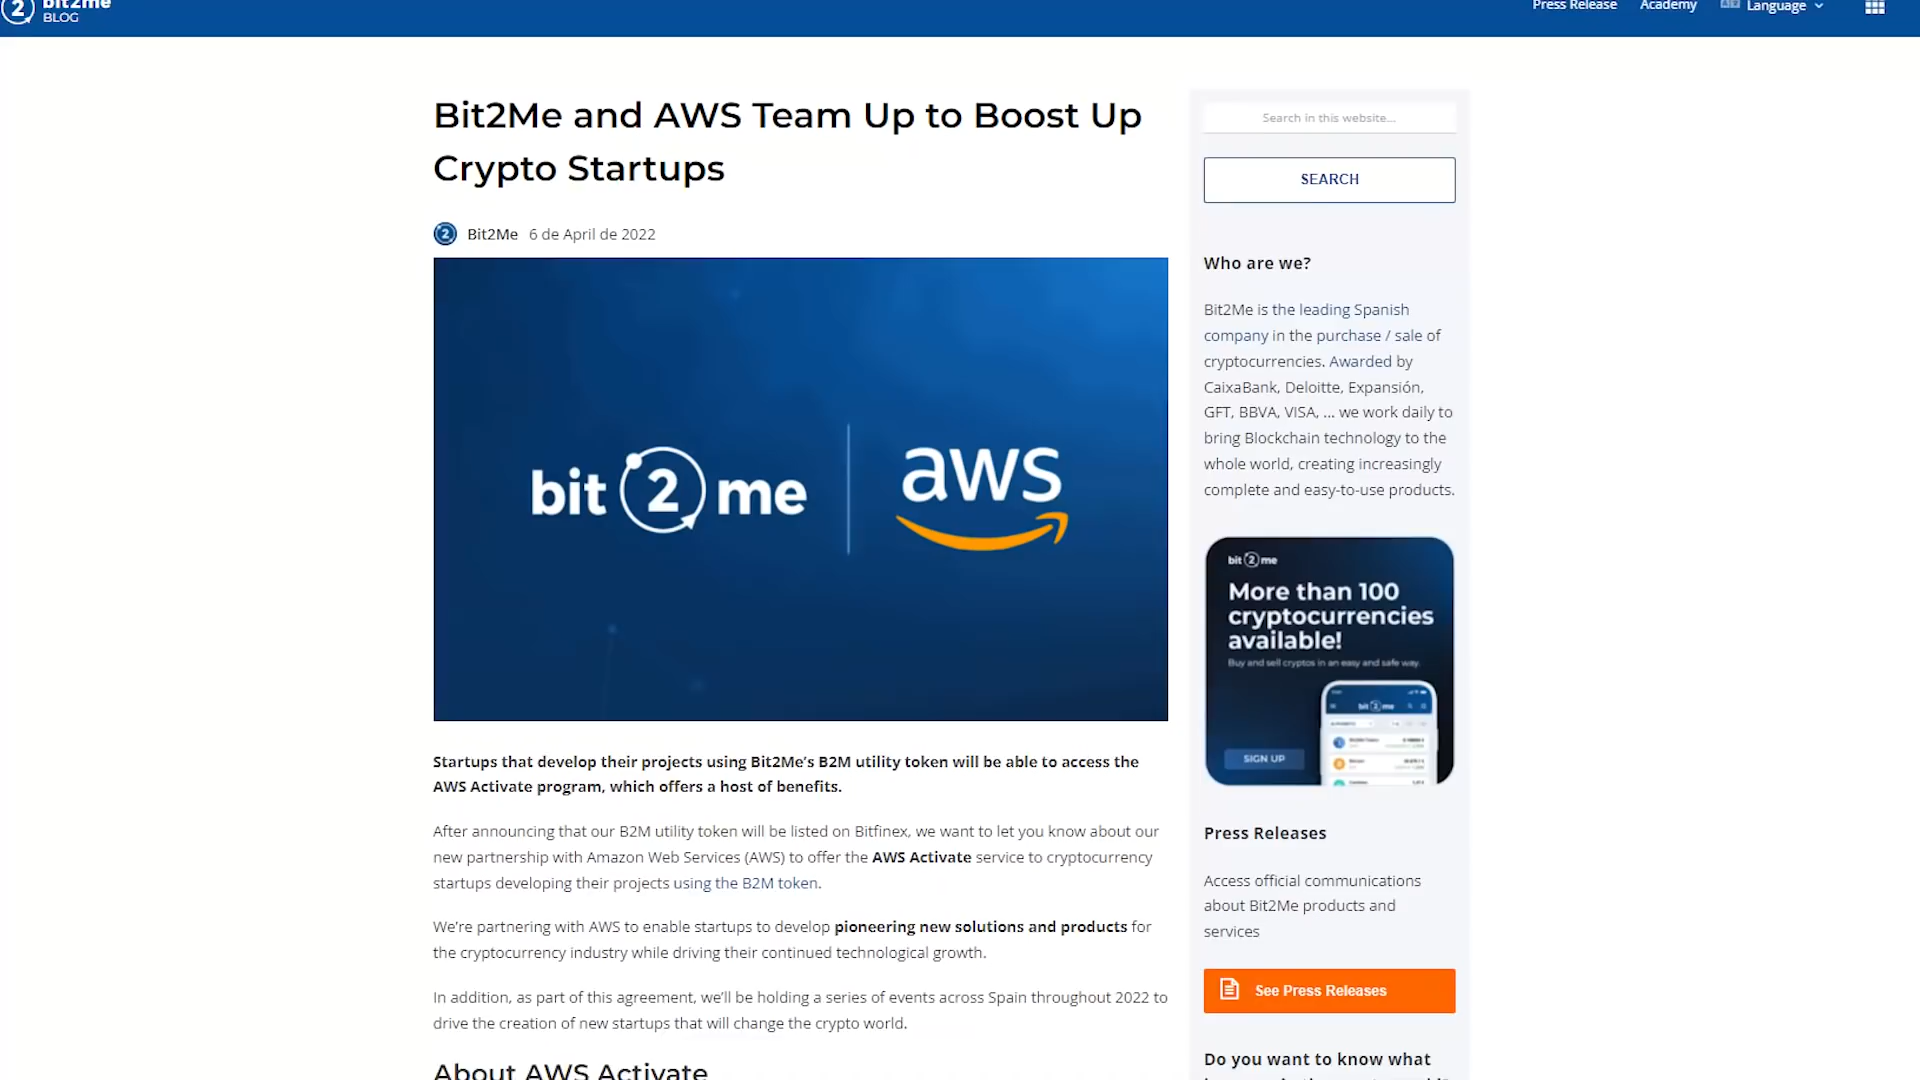 2 bit2me
BLOG
Press Release Academy Language
Bit2Me and AWS Team Up to Boost Up
Crypto Startups
2 Bit2Me 6 de April de 2022
bit 2 me aws
Startups that develop their projects using Bit2Me’s B2M utility token will be able to access the
AWS Activate program, which offers a host of benefits.
After announcing that our B2M utility token will be listed on Bitfinex, we want to let you know about our
new partnership with Amazon Web Services (AWS) to offer the AWS Activate service to cryptocurrency
startups developing their projects using the B2M token.
We’re partnering with AWS to enable startups to develop pioneering new solutions and products for
the cryptocurrency industry while driving their continued technological growth.
In addition, as part of this agreement, we’ll be holding a series of events across Spain throughout 2022 to
drive the creation of new startups that will change the crypto world.
About AWS Activate
Search in this website...
SEARCH
Who are we?
Bit2Me is the leading Spanish
company in the purchase / sale of
cryptocurrencies. Awarded by
CaixaBank, Deloitte, Expansión,
GFT, BBVA, VISA, ... we work daily to
bring Blockchain technology to the
whole world, creating increasingly
complete and easy-to-use products.
bit 2 me
More than 100
cryptocurrencies
available!
Buy and sell cryptos in an easy and safe way.
bit 2 me
SIGN UP
Press Releases
Access official communications
about Bit2Me products and
services
See Press Releases
Do you want to know what